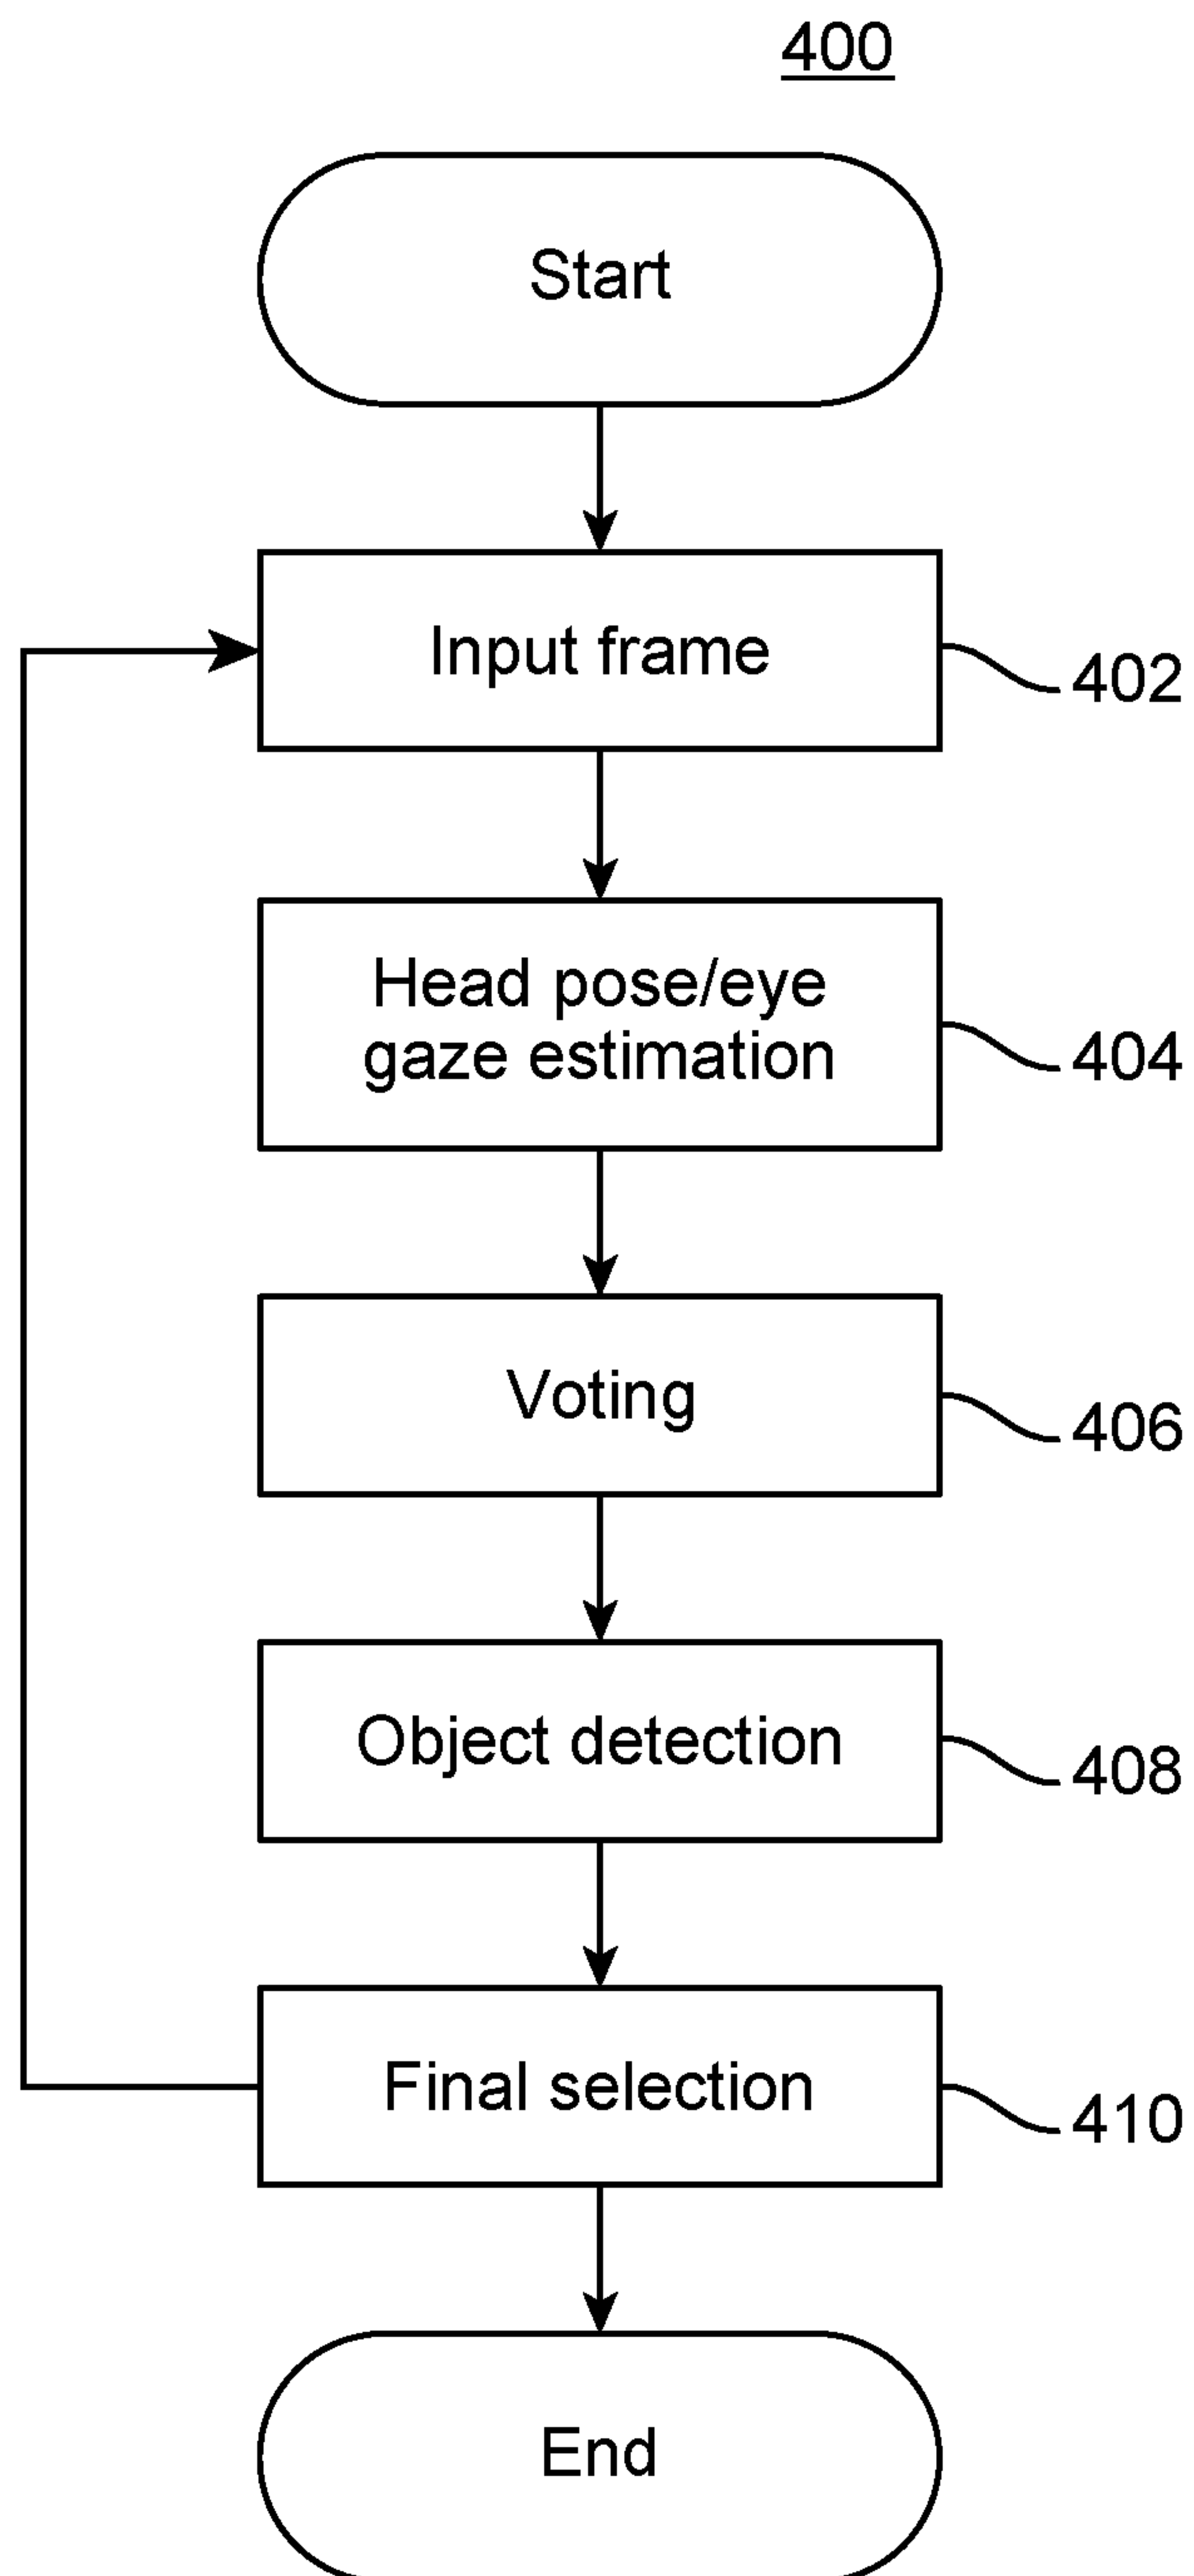 400
Start
Input frame
402
Head pose/eye
gaze estimation
404
Voting
406
Object detection
408
Final selection
410
End